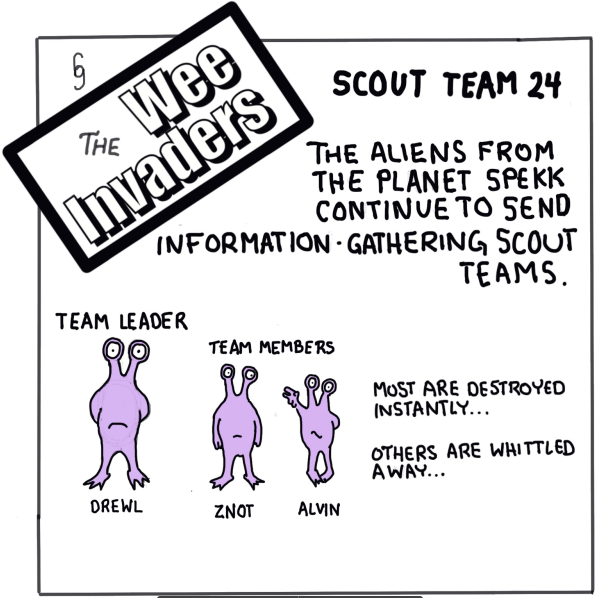 69
THE
Wee
Invaders
SCOUT TEAM 24
THE ALIENS FROM
THE PLANET SPEKK
CONTINUE TO SEND
INFORMATION-GATHERING SCOUT
TEAMS.
TEAM LEADER
TEAM MEMBERS
DREWL
ZNOT
ALVIN
MOST ARE DESTROYED
INSTANTLY...
OTHERS ARE WHITTLED
AWAY...